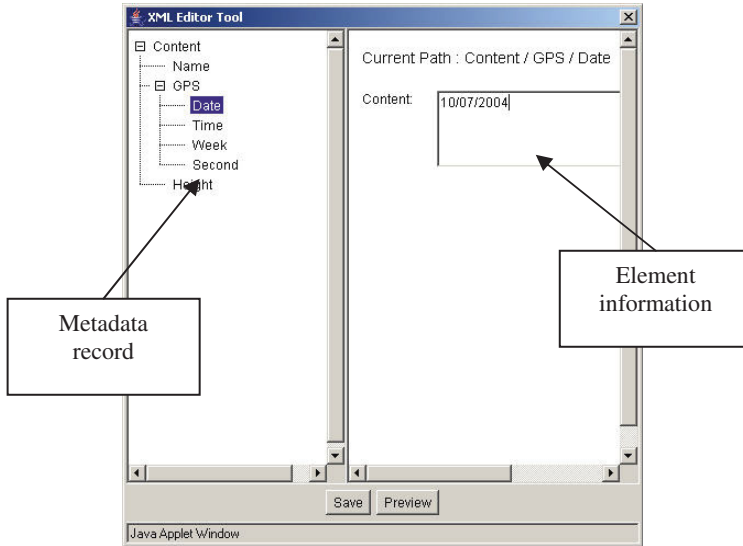 XML Editor Tool
Content
Name
GPS
Date
Time
Week
Second
Height
Current Path : Content / GPS / Date
Content:
10/07/2004
Metadata
record
Element
information
Save
Preview
Java Applet Window